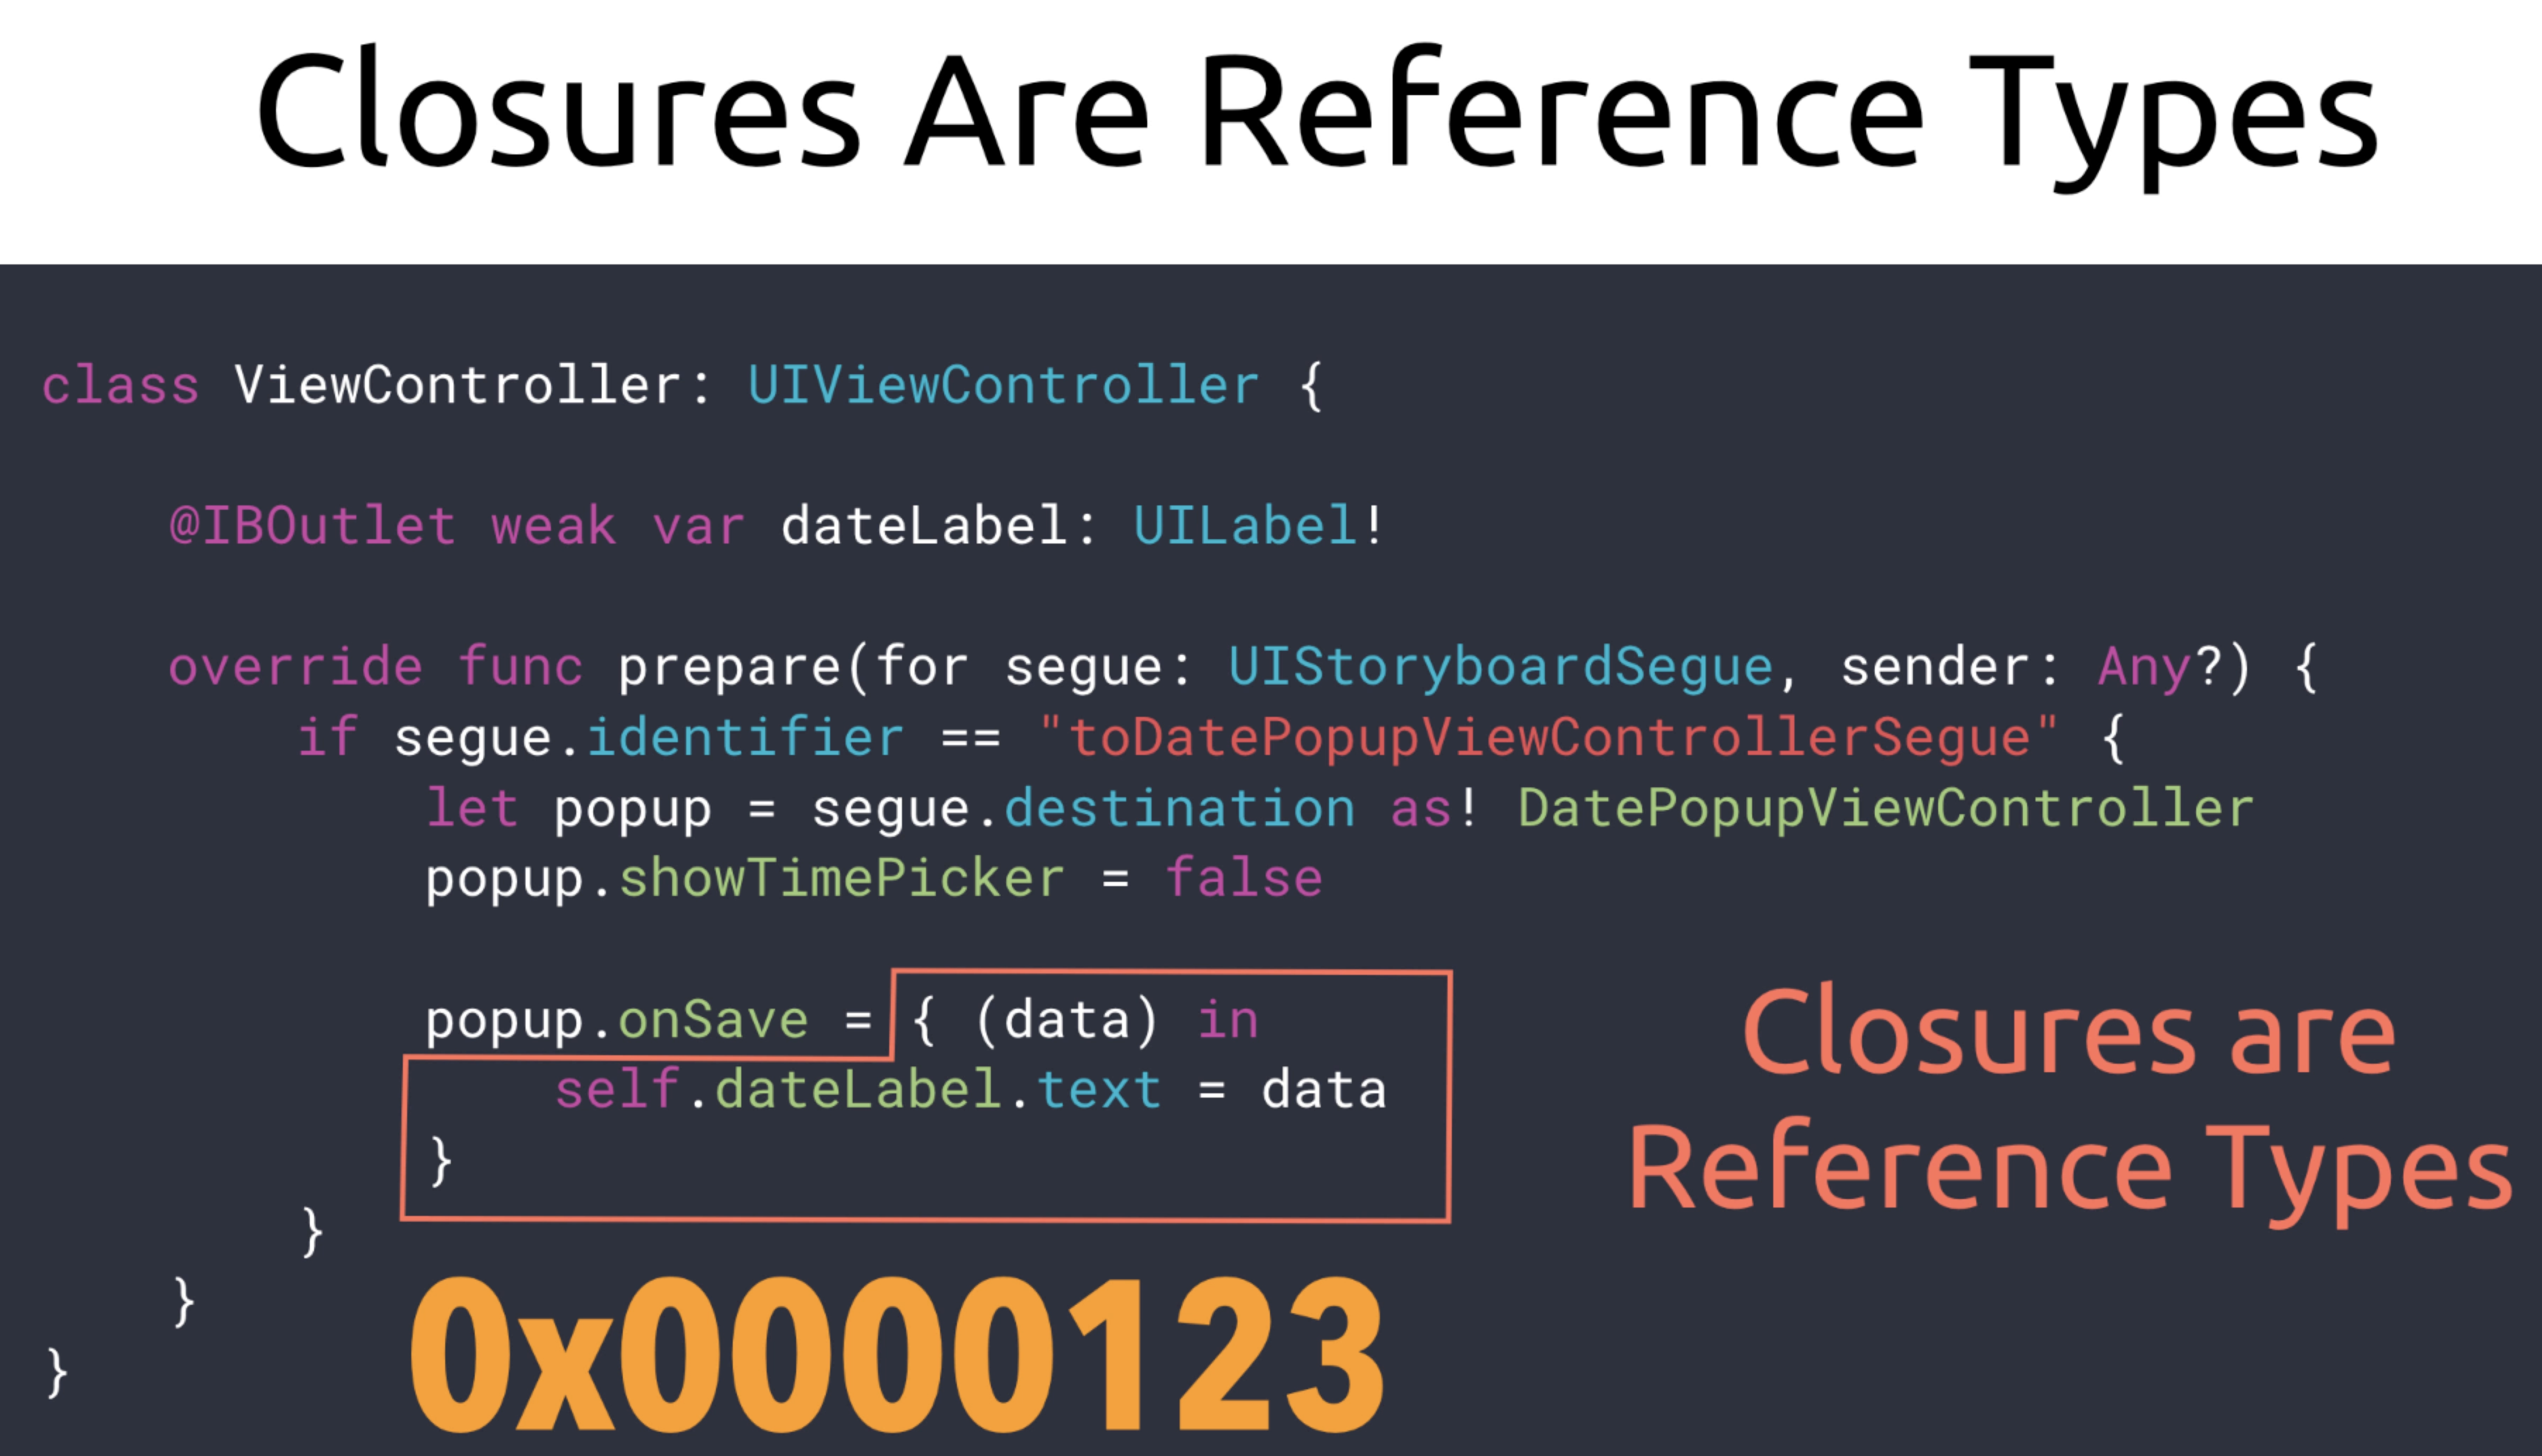 Closures Are Reference Types
class ViewController: UIViewController {
@IBOutlet weak var dateLabel: UILabel!
override func prepare(for segue: UIStoryboardSegue, sender: Any?) {
if segue.identifier == "toDatePopupViewControllerSegue" {
let popup = segue.destination as! DatePopupViewController
popup.showTimePicker = false
popup.onSave = { (data) in
self.dateLabel.text = data
}
}
}
}
Closures are
Reference Types
0x0000123